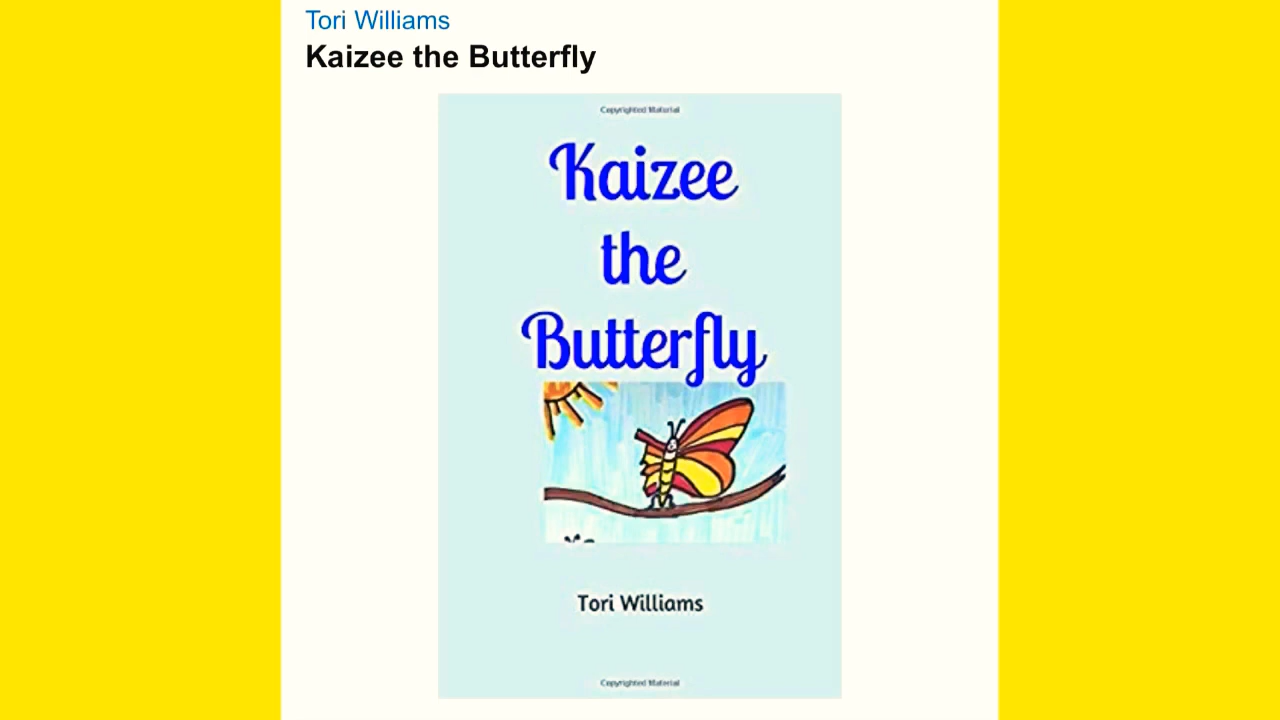 Tori Williams
Kaizee the Butterfly
Copyrighted Material
Kaizee
the
Butterfly
Tori Williams
Copyrighted Material